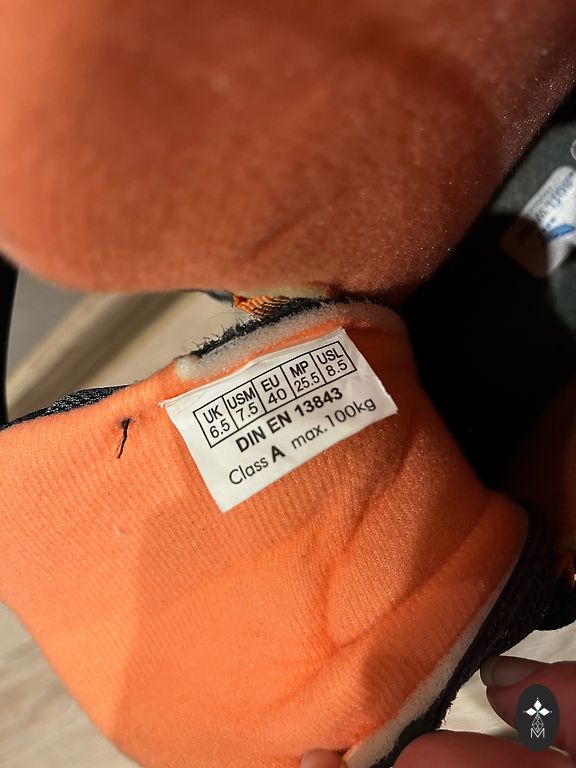 UK USM EU MP USL
6.5 7.5 40 25.5 8.5
DIN EN 13843
Class A max.100kg